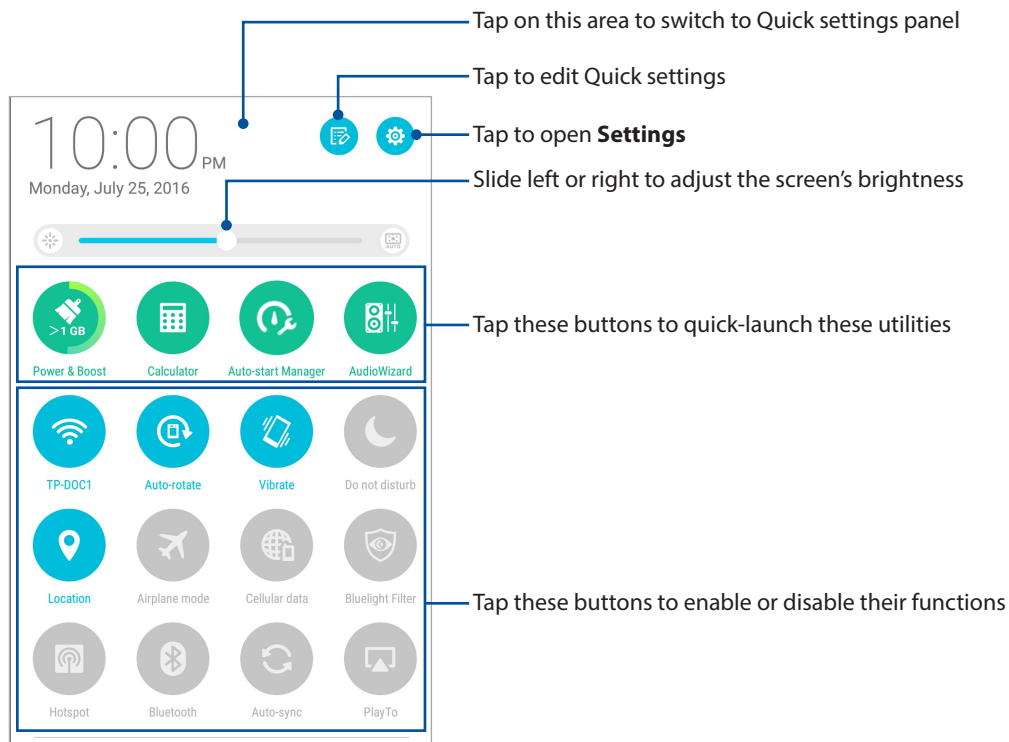 Tap on this area to switch to Quick settings panel
Tap to edit Quick settings
Tap to open Settings
10:00 PM
Monday, July 25, 2016
Slide left or right to adjust the screen's brightness
AUTO
>1 GB
Power & Boost Calculator Auto-start Manager AudioWizard
Tap these buttons to quick-launch these utilities
TP-DOC1 Auto-rotate Vibrate Do not disturb
Location Airplane mode Cellular data Bluelight Filter
Tap these buttons to enable or disable their functions
Hotspot Bluetooth Auto-sync PlayTo